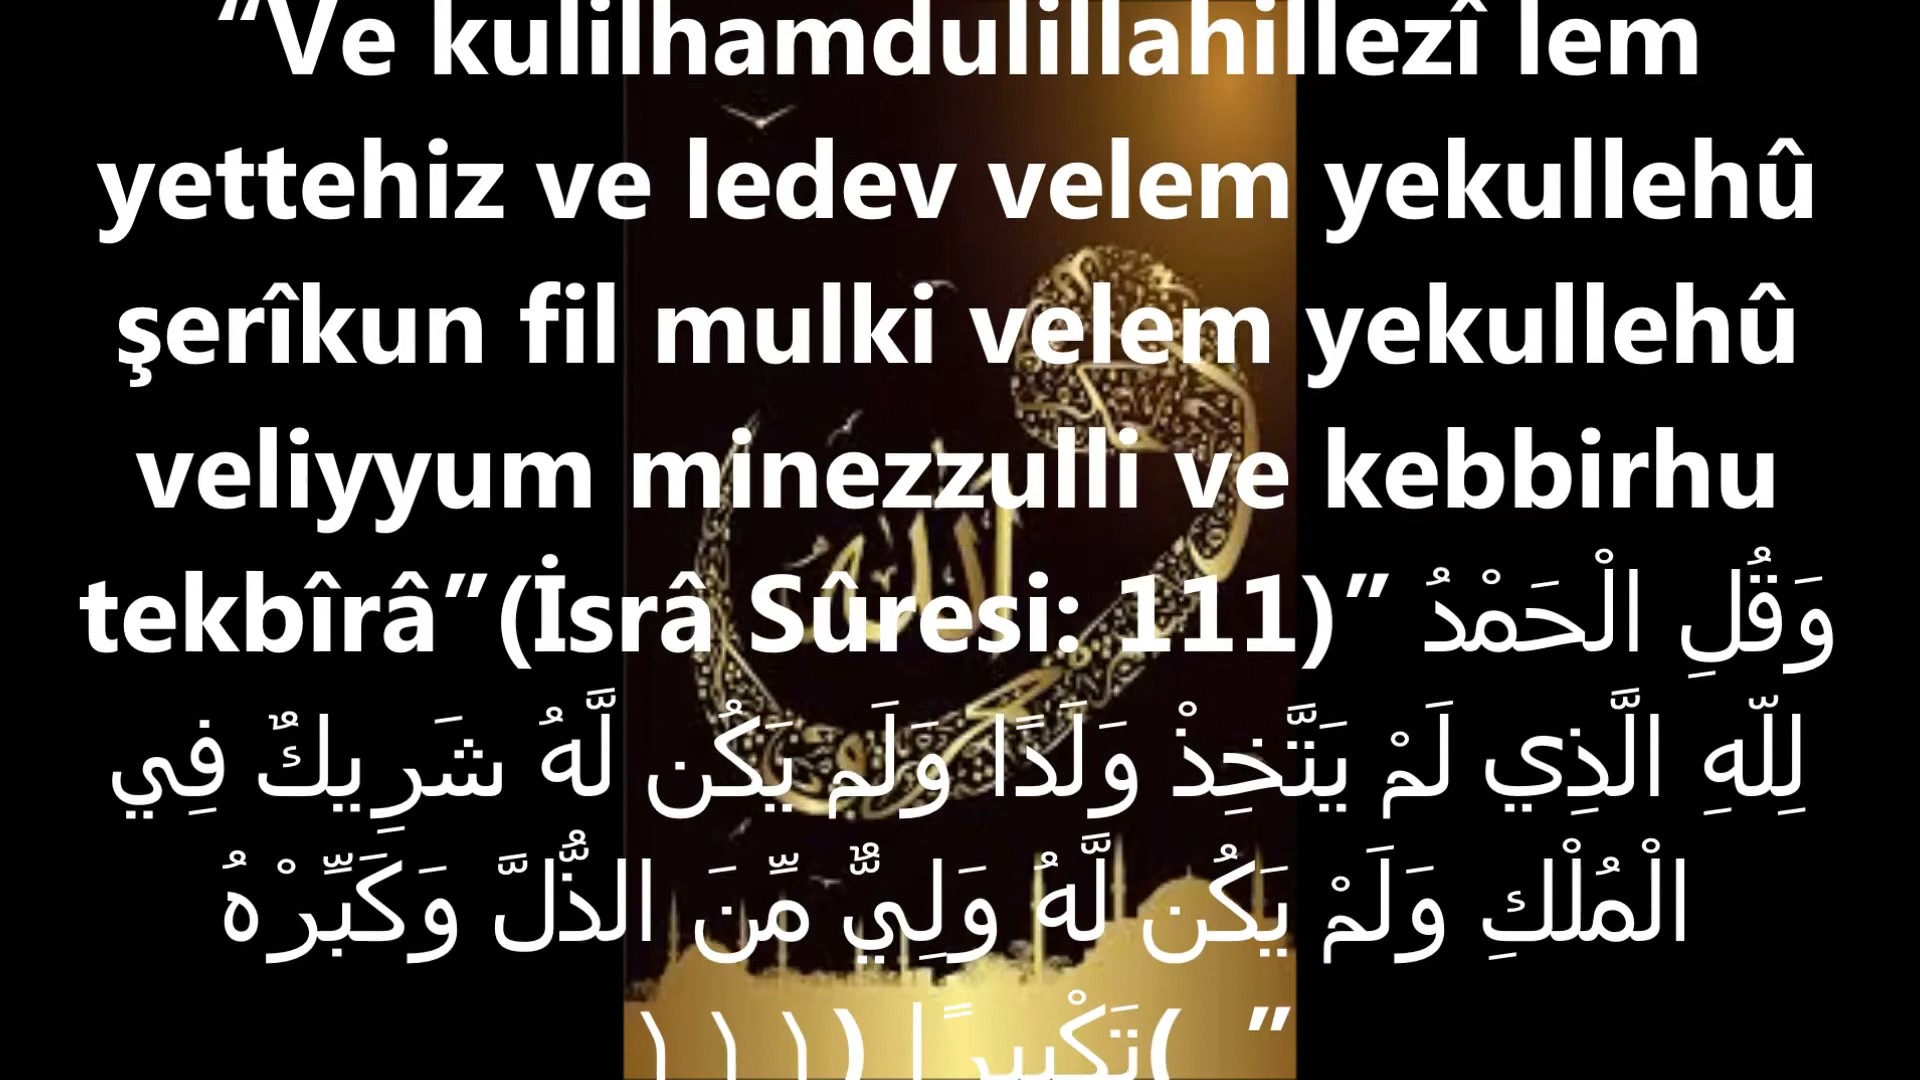 “Ve kulilhamdulillahillezî lem
yettehiz ve ledev velem yekullehû
şerîkun fil mulki velem yekullehû
veliyyum minezzulli ve kebbirhu
tekbîrâ”(İsrâ Sûresi: 111)” وَقُلِ الْحَمْدُ
لِلّهِ الَّذِي لَمْ يَتَّخِذْ وَلَدًا وَلَم يَكُن لَّهُ شَرِيكٌ فِي
الْمُلْكِ وَلَمْ يَكُن لَّهُ وَلِيٌّ مِّنَ الذُّلَّ وَكَبِّرْهُ
” )تَكْبِيرًا (١١١
الله